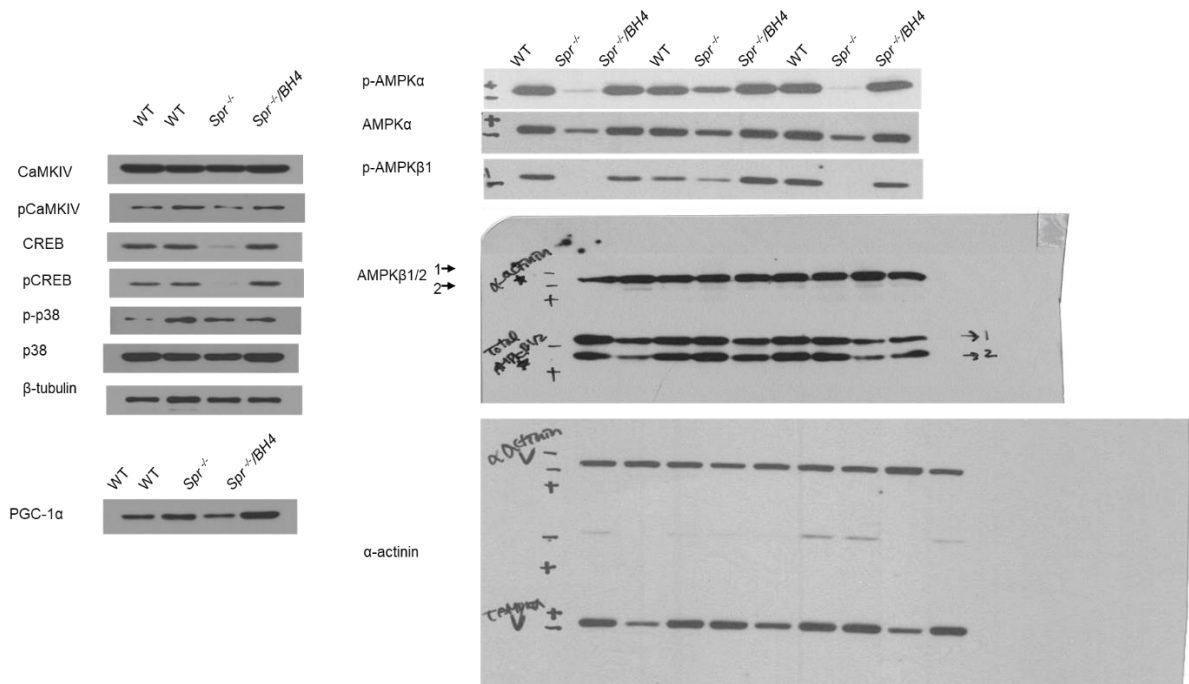 WT WT Spr⁻/⁻ Spr⁻/⁻/BH4
CaMKIV
pCaMKIV
CREB
pCREB
p-p38
p38
β-tubulin
WT WT Spr⁻/⁻ Spr⁻/⁻/BH4
PGC-1α
WT Spr⁻/⁻ Spr⁻/⁻/BH4 WT Spr⁻/⁻ Spr⁻/⁻/BH4 WT Spr⁻/⁻ Spr⁻/⁻/BH4
p-AMPKα
AMPKα
p-AMPKβ1
AMPKβ1/2
1→
2→
α-actinin
Total
→1
→2
α-actinin
α Actinin